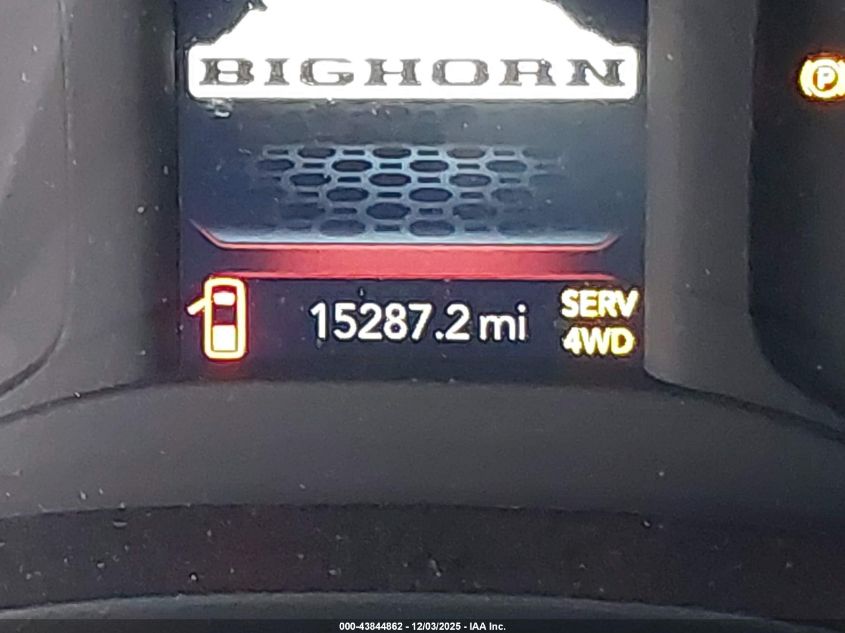 BIGHORN
P
15287.2 mi
SERV
4WD
000-43844862 - 12/03/2025 - IAA Inc.